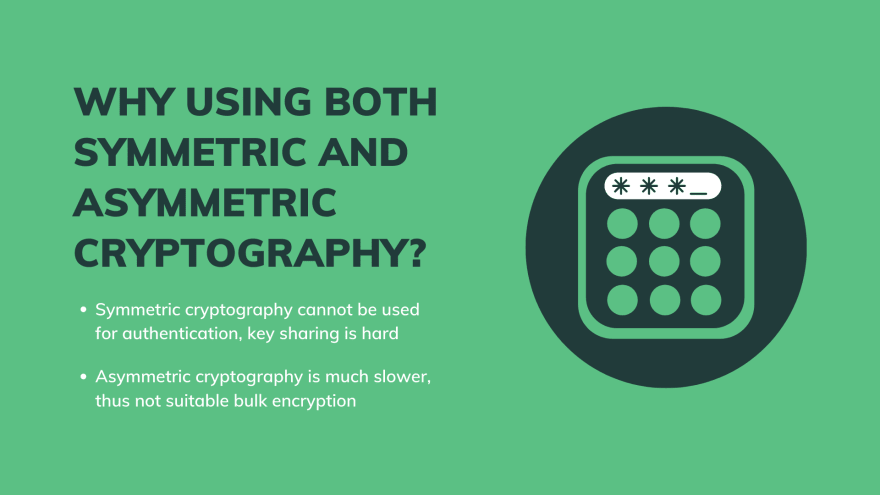 WHY USING BOTH
SYMMETRIC AND
ASYMMETRIC
CRYPTOGRAPHY?
• Symmetric cryptography cannot be used
for authentication, key sharing is hard
• Asymmetric cryptography is much slower,
thus not suitable bulk encryption
***_